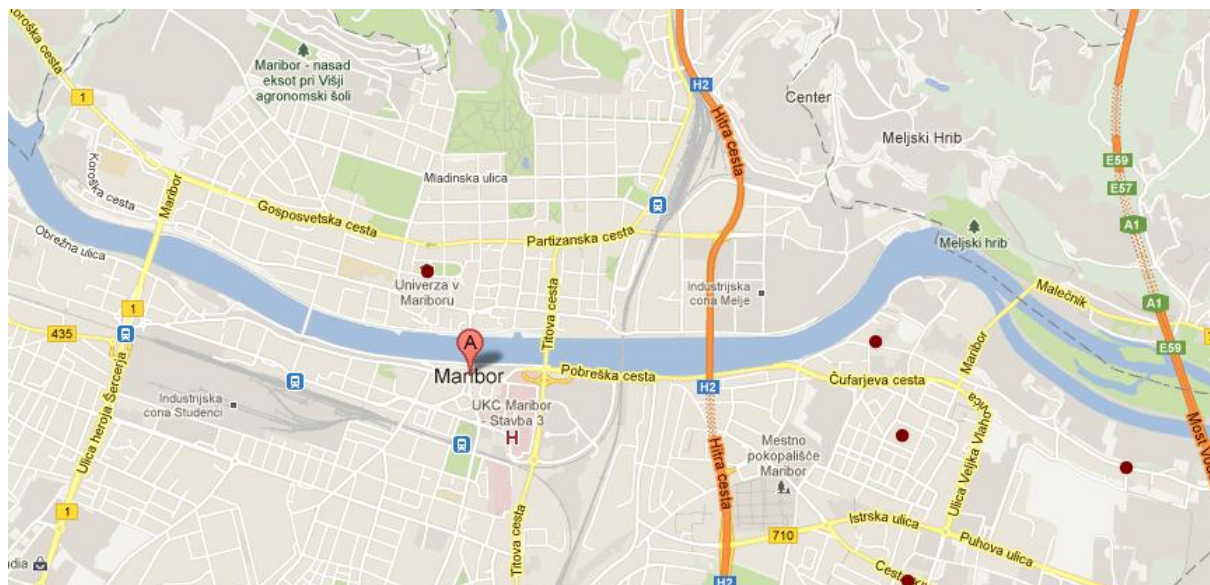 Koroška cesta
Maribor - nasad
eksot pri Višji
agronomski šoli
1
H2
Hitra cesta
Center
Meljski Hrib
E59
E57
A1
Koroška cesta
Maribor
Mladinska ulica
Gosposvetska cesta
Partizanska cesta
Obrežna ulica
Univerza v
Mariboru
Titova cesta
Industrijska
cona Melje
Meljski hrib
Malečnik
A1
E59
1
435
A
Maribor
Pobreška cesta
H2
Čufarjeva cesta
Maribor
Industrijska
cona Studenci
Ulica heroja Šercerja
UKC Maribor
- Stavba 3
H
Hitra cesta
Mestno
pokopališče
Maribor
Ulica Veljka Vlahoviča
1
Titova cesta
710
Istrska ulica
Puhova ulica
H2